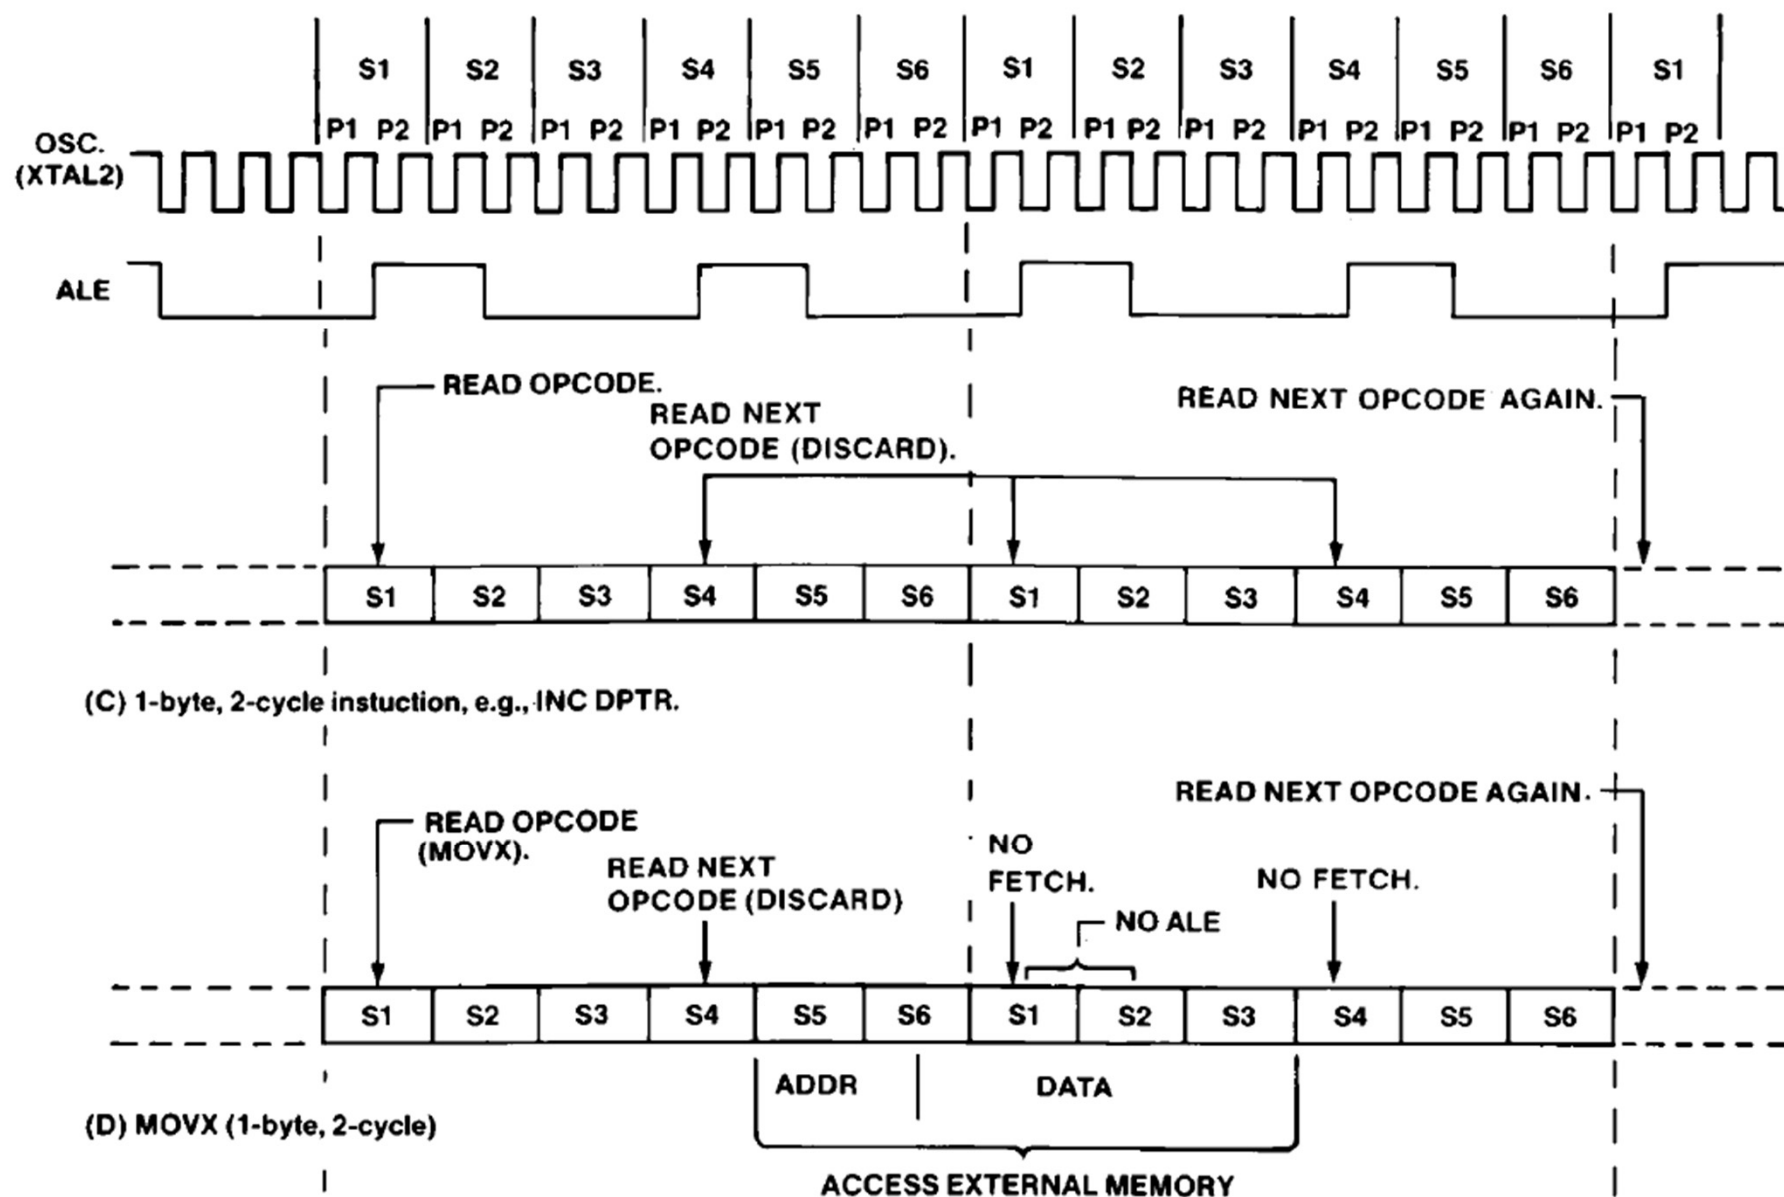 S1 S2 S3 S4 S5 S6 S1 S2 S3 S4 S5 S6 S1
P1 P2 P1 P2 P1 P2 P1 P2 P1 P2 P1 P2 P1 P2 P1 P2 P1 P2 P1 P2 P1 P2 P1 P2 P1 P2
OSC.
(XTAL2)
ALE
READ OPCODE.
READ NEXT
OPCODE (DISCARD).
READ NEXT OPCODE AGAIN.
S1 S2 S3 S4 S5 S6 S1 S2 S3 S4 S5 S6
(C) 1-byte, 2-cycle instuction, e.g., INC DPTR.
READ NEXT OPCODE AGAIN.
READ OPCODE
(MOVX).
READ NEXT
OPCODE (DISCARD)
NO
FETCH.
NO ALE
NO FETCH.
S1 S2 S3 S4 S5 S6 S1 S2 S3 S4 S5 S6
ADDR DATA
(D) MOVX (1-byte, 2-cycle)
ACCESS EXTERNAL MEMORY